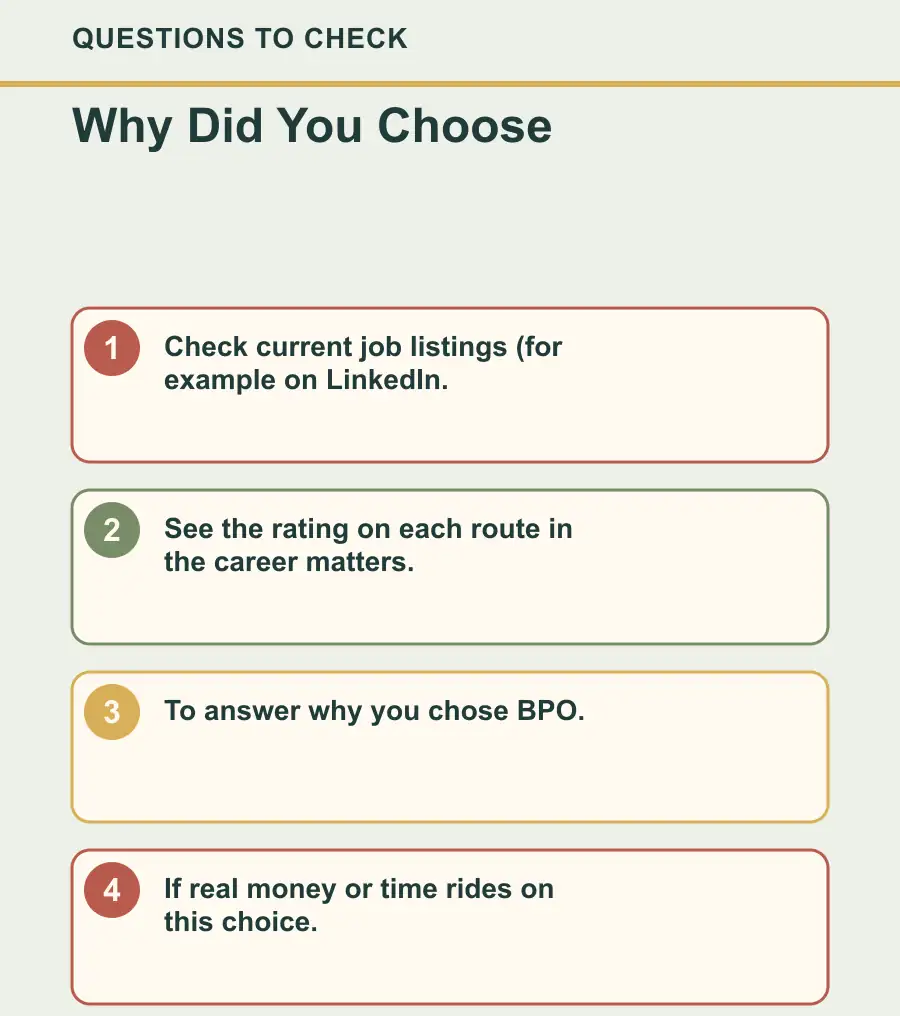 QUESTIONS TO CHECK
Why Did You Choose
1
Check current job listings (for
example on LinkedIn.
2
See the rating on each route in
the career matters.
3
To answer why you chose BPO.
4
If real money or time rides on
this choice.